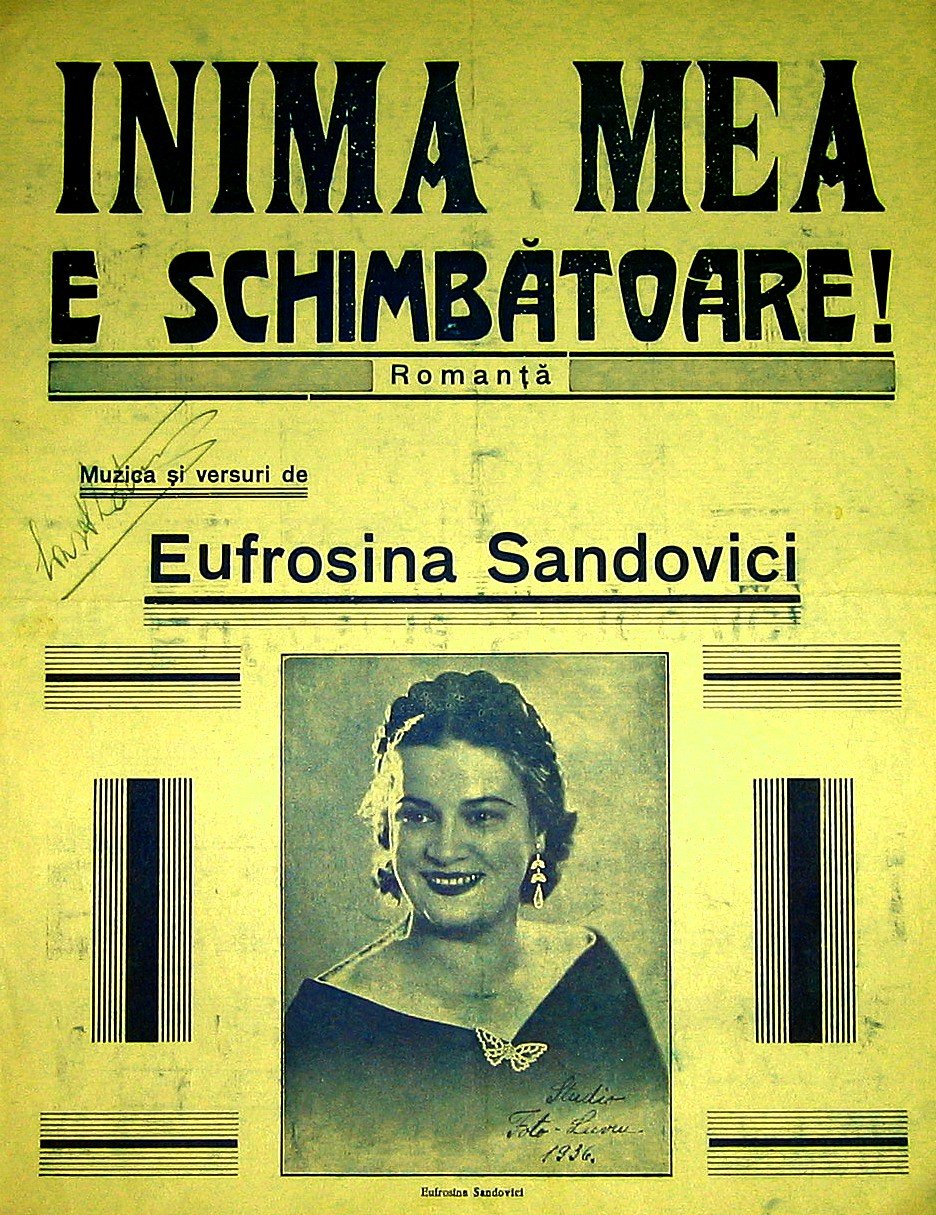 INIMA MEA
E SCHIMBĂTOARE!
Romanță
Muzica și versuri de
Eufrosina Sandovici
Studio
Foto-Luvru
1936.
Eufrosina Sandovici